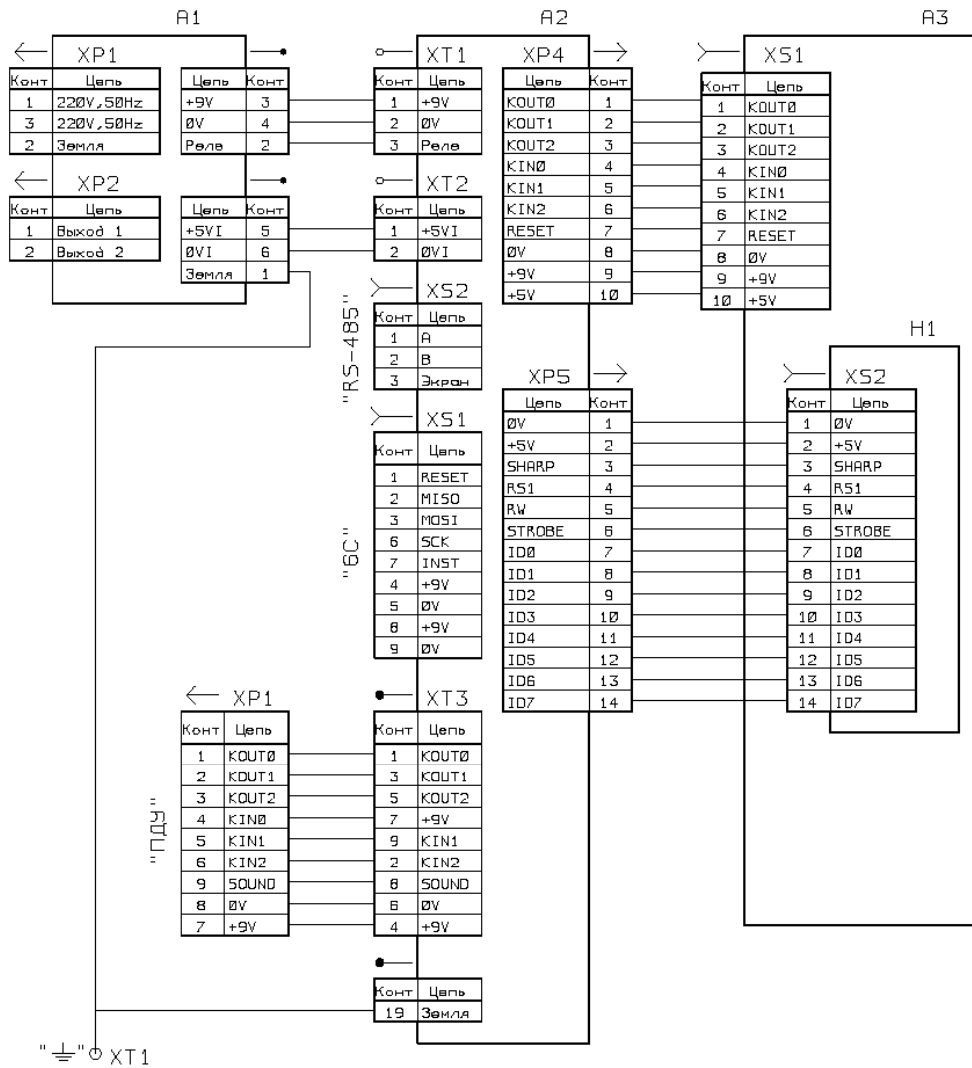 A1
A2
A3
XP1
Конт Цепь
1 220V,50Hz
3 220V,50Hz
2 Земля
Цепь Конт
+9V 3
0V 4
Реле 2
XT1
Конт Цепь
1 +9V
2 0V
3 Реле
XP4
Цепь Конт
KOUT0 1
KOUT1 2
KOUT2 3
KIN0 4
KIN1 5
KIN2 6
RESET 7
0V 8
+9V 9
+5V 10
XS1
Конт Цепь
1 KOUT0
2 KOUT1
3 KOUT2
4 KIN0
5 KIN1
6 KIN2
7 RESET
8 0V
9 +9V
10 +5V
XP2
Конт Цепь
1 Выход 1
2 Выход 2
Цепь Конт
+5VI 5
0VI 6
Земля 1
XT2
Конт Цепь
1 +5VI
2 0VI
"RS-485"
XS2
Конт Цепь
1 A
2 B
3 Экран
H1
XP5
Цепь Конт
0V 1
+5V 2
SHARP 3
RS1 4
RW 5
STROBE 6
ID0 7
ID1 8
ID2 9
ID3 10
ID4 11
ID5 12
ID6 13
ID7 14
XS2
Конт Цепь
1 0V
2 +5V
3 SHARP
4 RS1
5 RW
6 STROBE
7 ID0
8 ID1
9 ID2
10 ID3
11 ID4
12 ID5
13 ID6
14 ID7
"6C"
XS1
Конт Цепь
1 RESET
2 MISO
3 MOSI
6 SCK
7 INST
4 +9V
5 0V
8 +9V
9 0V
"ПДУ"
XP1
Конт Цепь
1 KOUT0
2 KOUT1
3 KOUT2
4 KIN0
5 KIN1
6 KIN2
9 SOUND
8 0V
7 +9V
XT3
Конт Цепь
1 KOUT0
3 KOUT1
5 KOUT2
7 +9V
9 KIN1
2 KIN2
8 SOUND
6 0V
4 +9V
Конт Цепь
19 Земля
"⏚" XT1